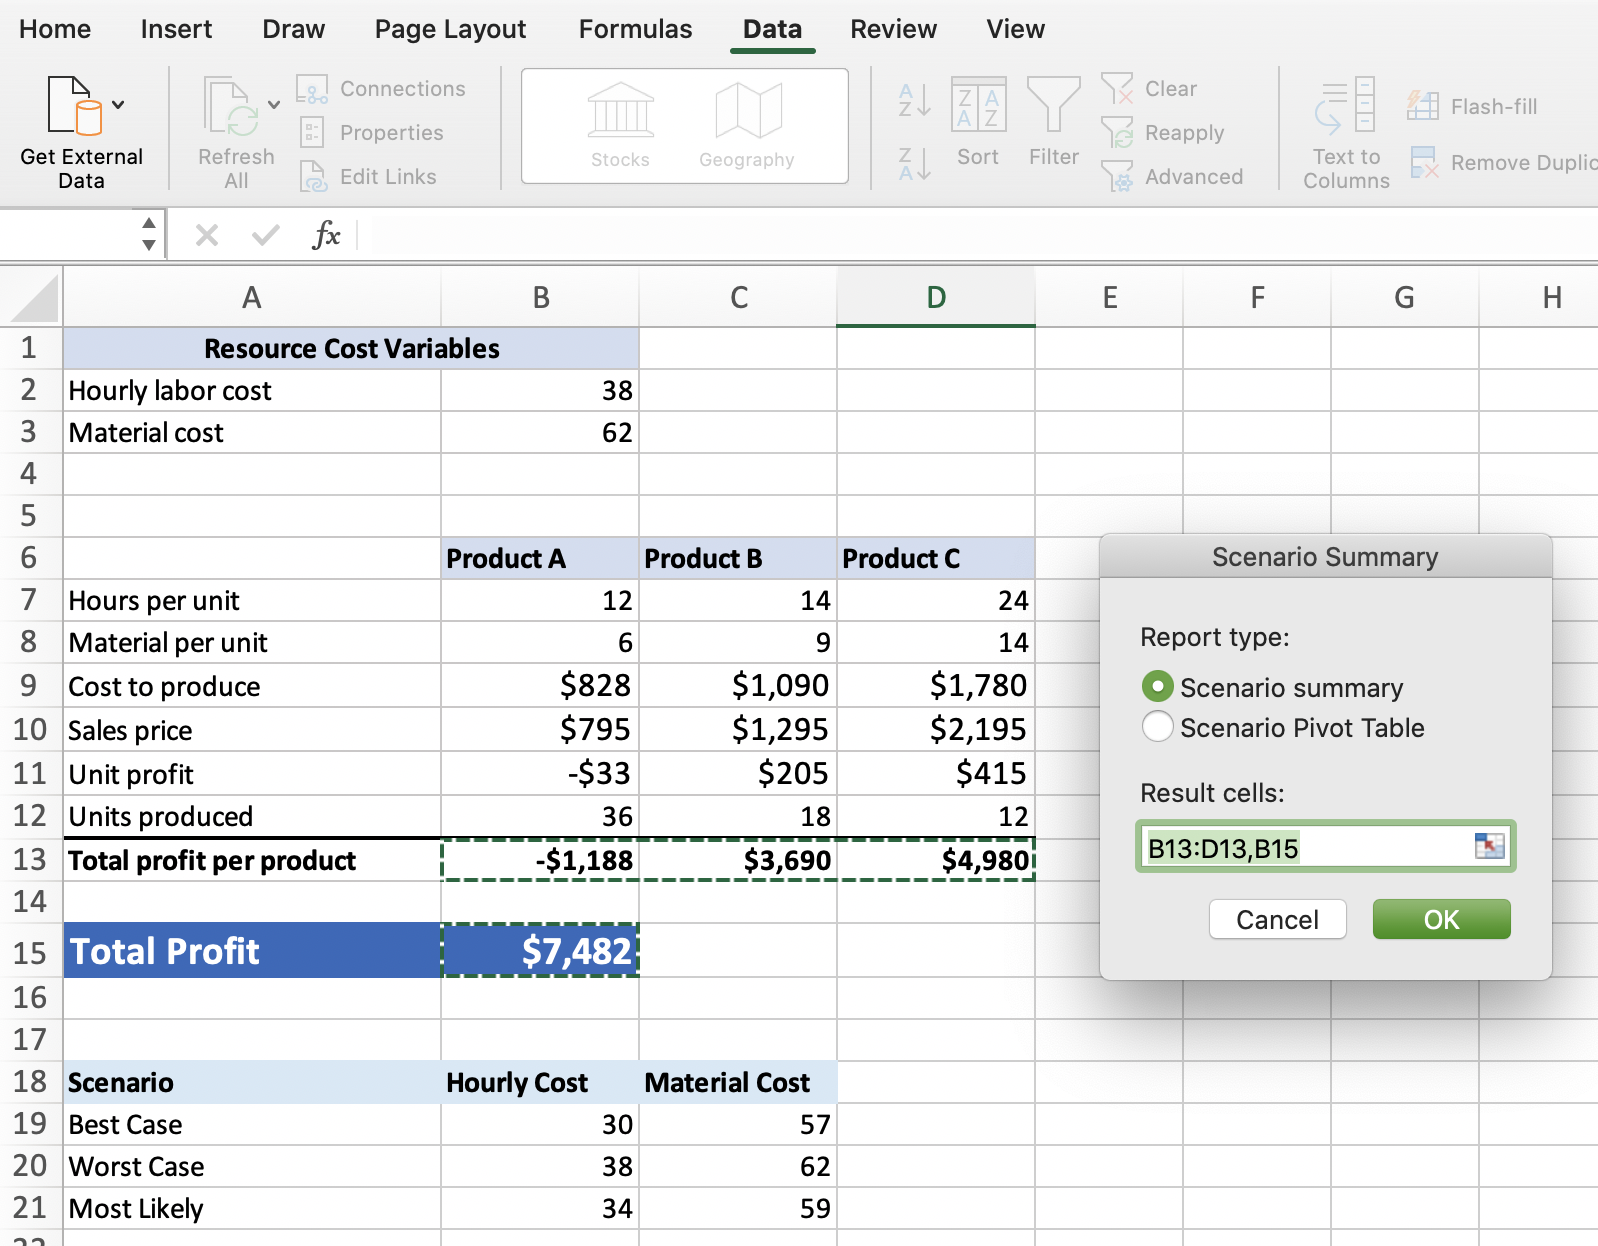 Home Insert Draw Page Layout Formulas Data Review View
Get External Data
Refresh All
Connections
Properties
Edit Links
Stocks Geography
A Z
Z A
Z A A Z
Sort
Filter
Clear
Reapply
Advanced
Text to Columns
Flash-fill
Remove Duplic
fx
A B C D E F G H
1 Resource Cost Variables
2 Hourly labor cost 38
3 Material cost 62
4
5
6 Product A Product B Product C
7 Hours per unit 12 14 24
8 Material per unit 6 9 14
9 Cost to produce $828 $1,090 $1,780
10 Sales price $795 $1,295 $2,195
11 Unit profit -$33 $205 $415
12 Units produced 36 18 12
13 Total profit per product -$1,188 $3,690 $4,980
14
15 Total Profit $7,482
16
17
18 Scenario Hourly Cost Material Cost
19 Best Case 30 57
20 Worst Case 38 62
21 Most Likely 34 59
Scenario Summary
Report type:
Scenario summary
Scenario Pivot Table
Result cells:
B13:D13,B15
Cancel OK